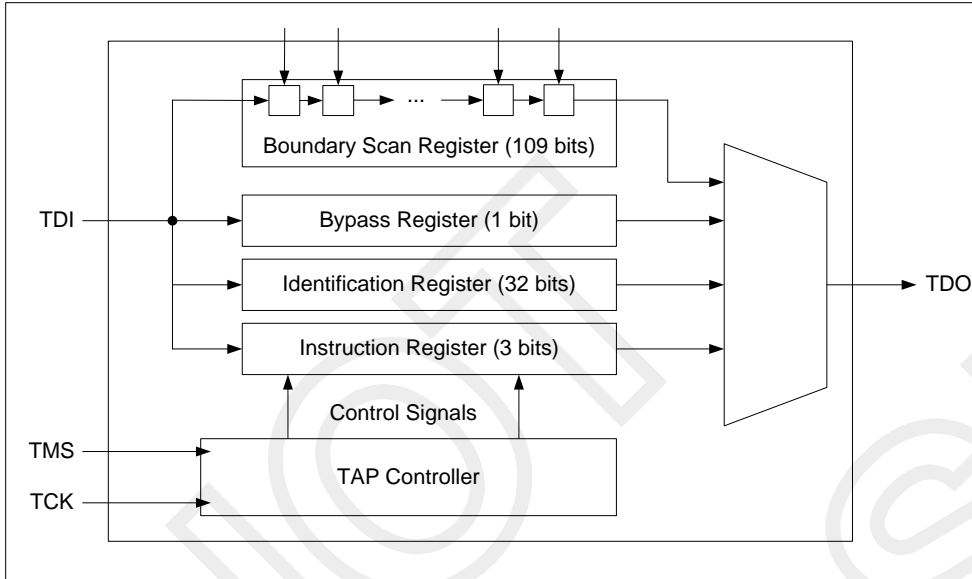 ...
Boundary Scan Register (109 bits)
TDI
Bypass Register (1 bit)
Identification Register (32 bits)
TDO
Instruction Register (3 bits)
Control Signals
TMS
TAP Controller
TCK